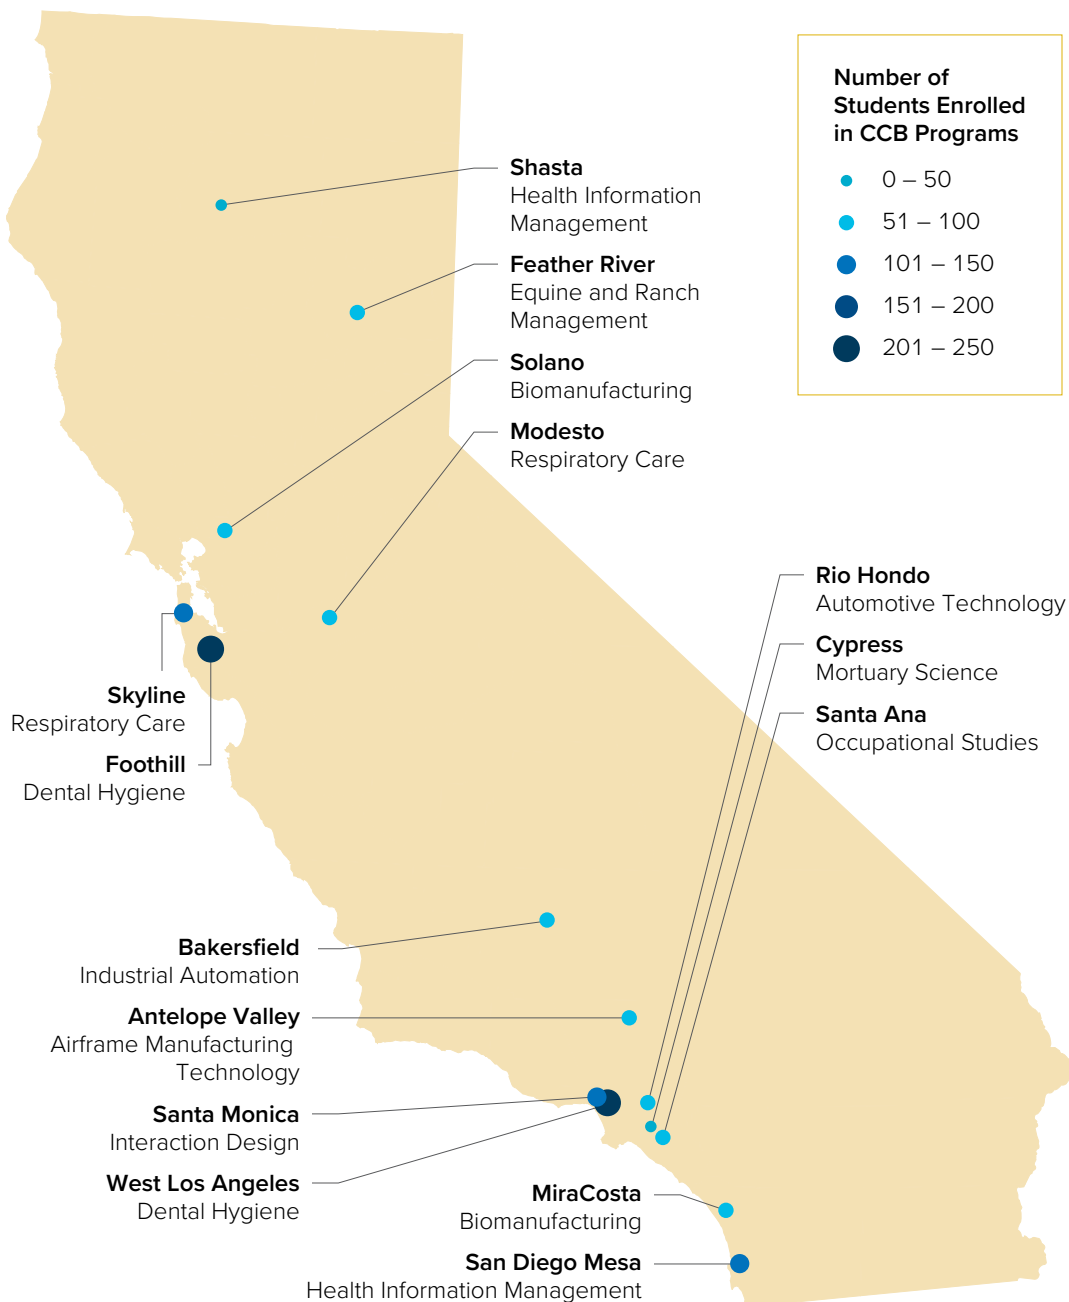 Number of
Students Enrolled
in CCB Programs
0 – 50
51 – 100
101 – 150
151 – 200
201 – 250
Shasta
Health Information
Management
Feather River
Equine and Ranch
Management
Solano
Biomanufacturing
Modesto
Respiratory Care
Rio Hondo
Automotive Technology
Cypress
Mortuary Science
Santa Ana
Occupational Studies
Skyline
Respiratory Care
Foothill
Dental Hygiene
Bakersfield
Industrial Automation
Antelope Valley
Airframe Manufacturing
Technology
Santa Monica
Interaction Design
West Los Angeles
Dental Hygiene
MiraCosta
Biomanufacturing
San Diego Mesa
Health Information Management